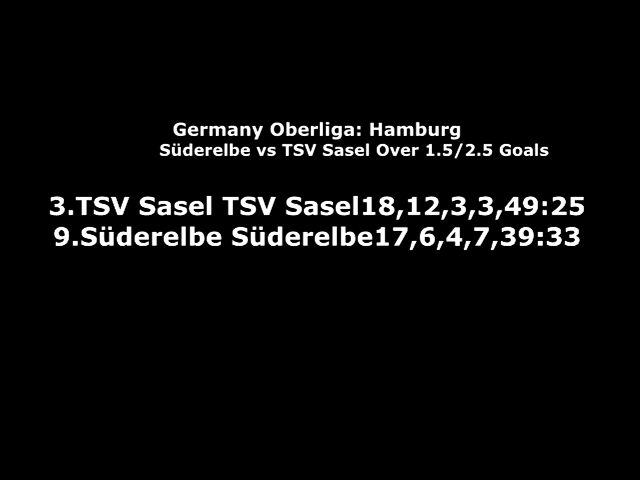 Germany Oberliga: Hamburg
Süderelbe vs TSV Sasel Over 1.5/2.5 Goals
3.TSV Sasel TSV Sasel18,12,3,3,49:25
9.Süderelbe Süderelbe17,6,4,7,39:33